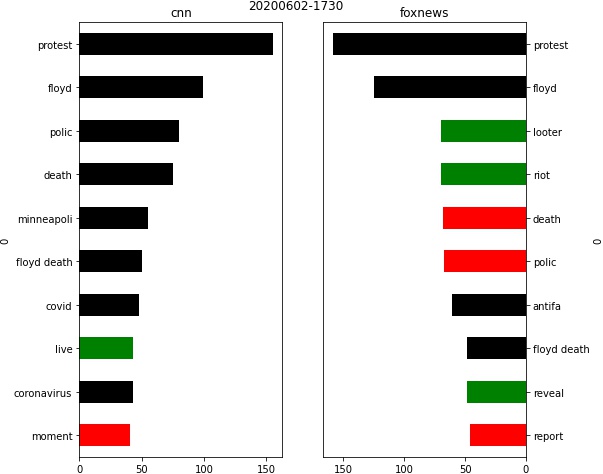 20200602-1730
cnn
foxnews
protest
floyd
polic
death
minneapoli
floyd death
covid
live
coronavirus
moment
0
0 50 100 150
protest
floyd
looter
riot
death
polic
antifa
floyd death
reveal
report
0
150 100 50 0